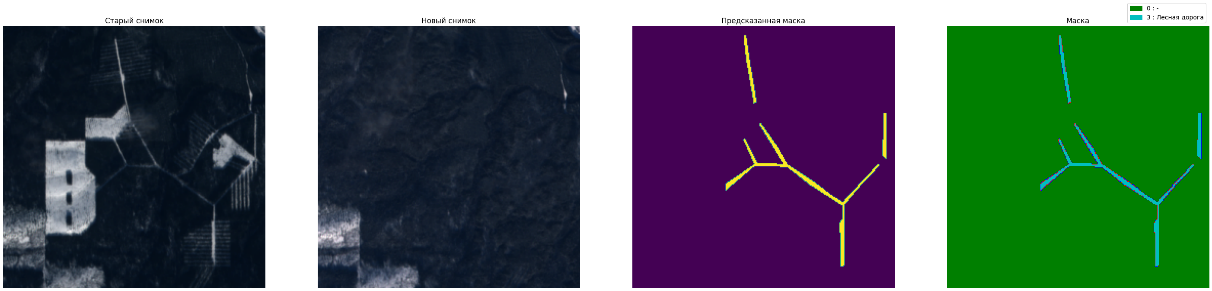 Старый снимок
Новый снимок
Предсказанная маска
Маска
0 : -
3 : Лесная дорога